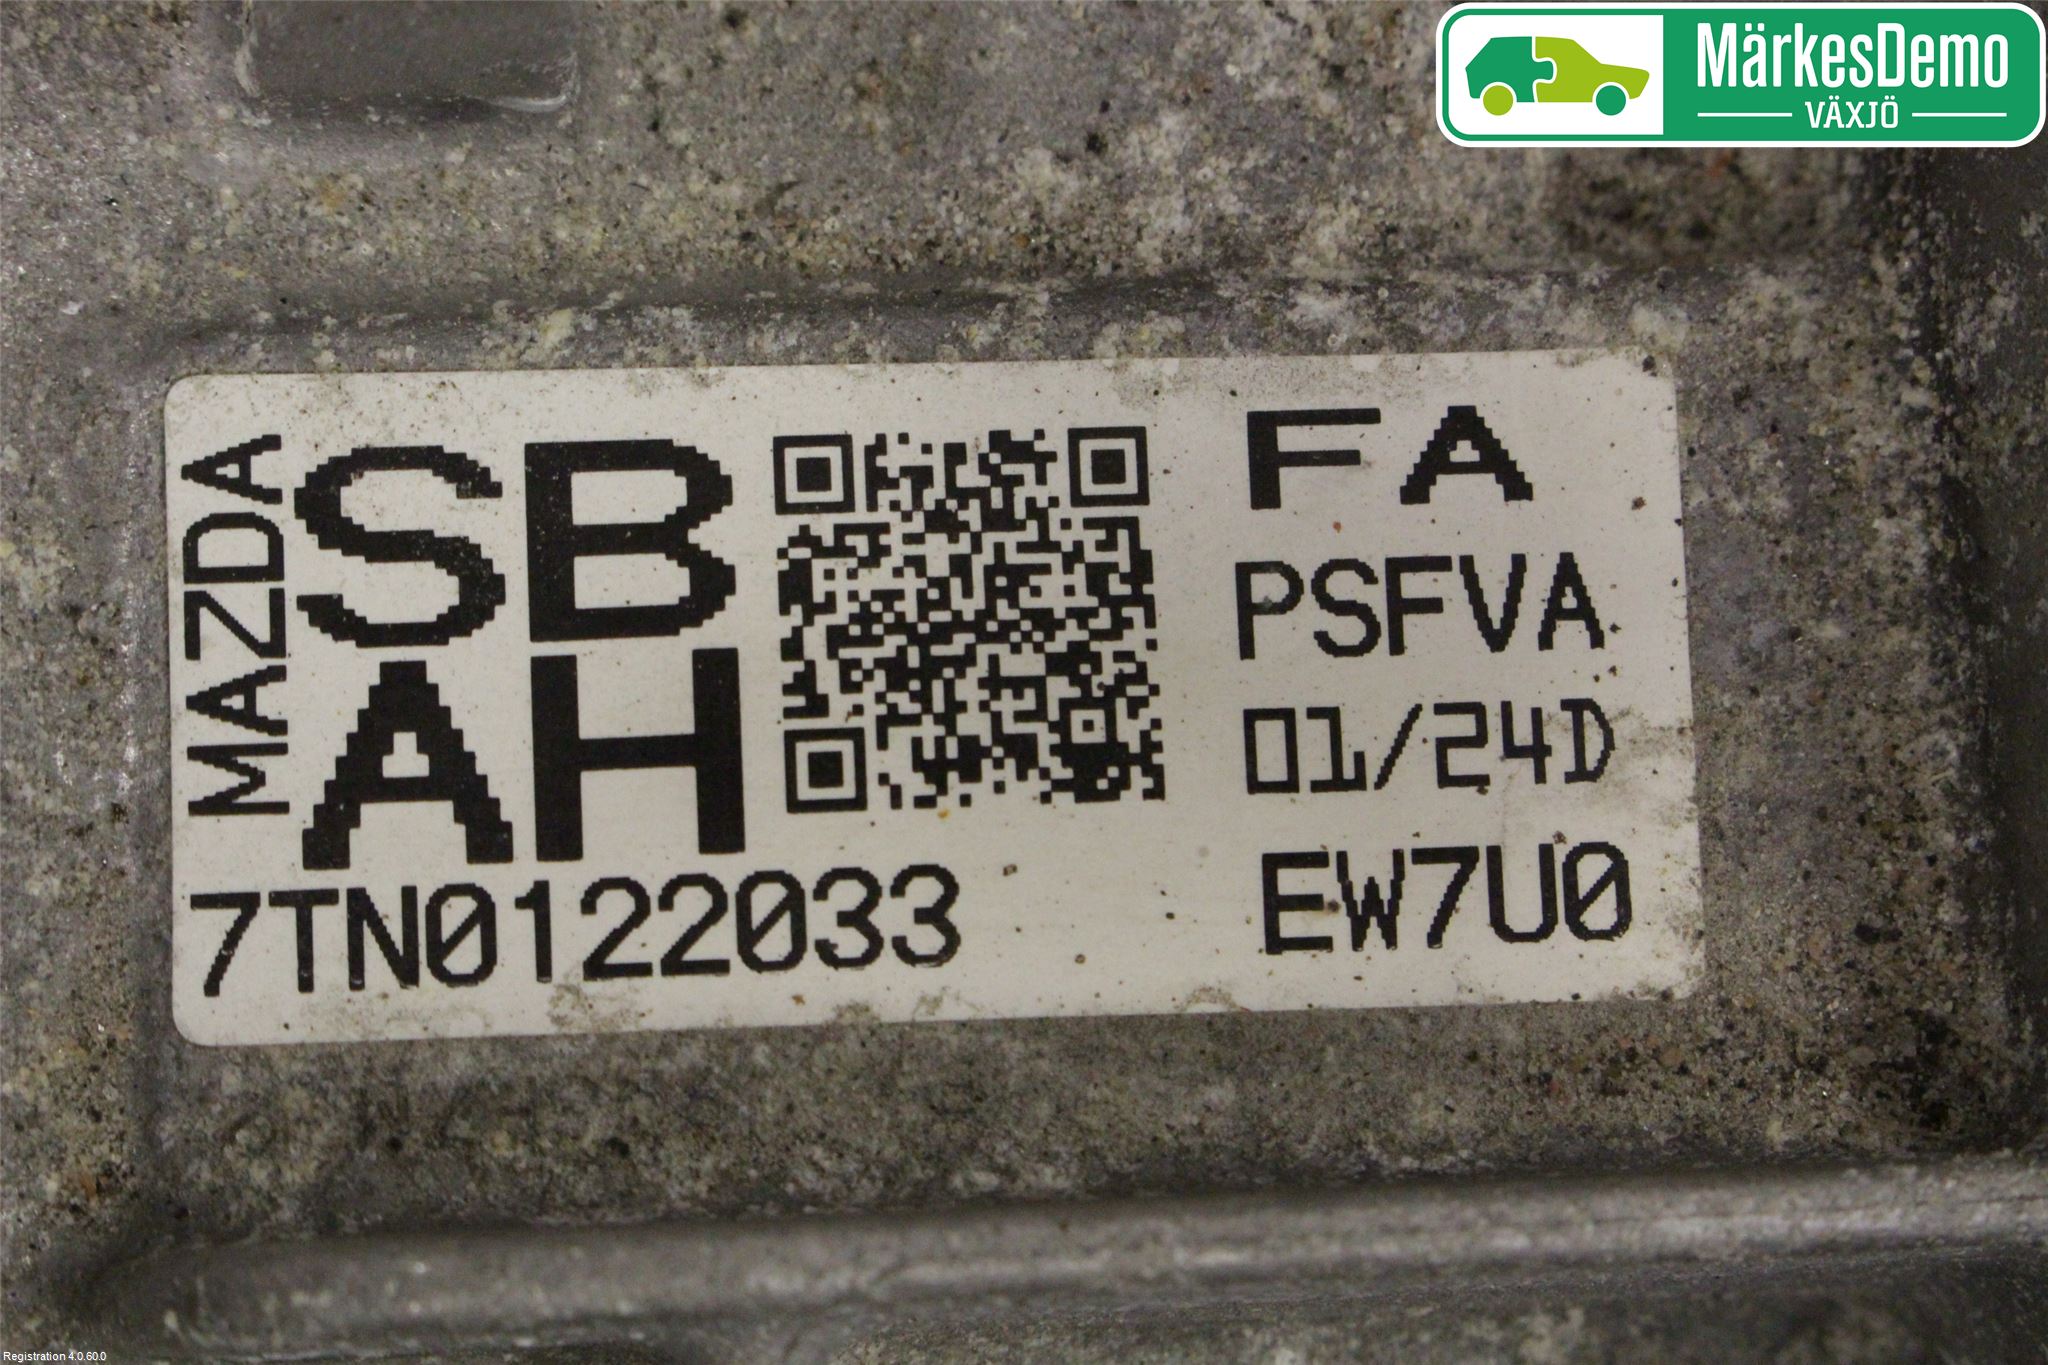 MärkesDemo
VÄXJÖ
MAZDA
SB
AH
7TN0122033
FA
PSFVA
01/24D
EW7U0
Registration 4.0.60.0